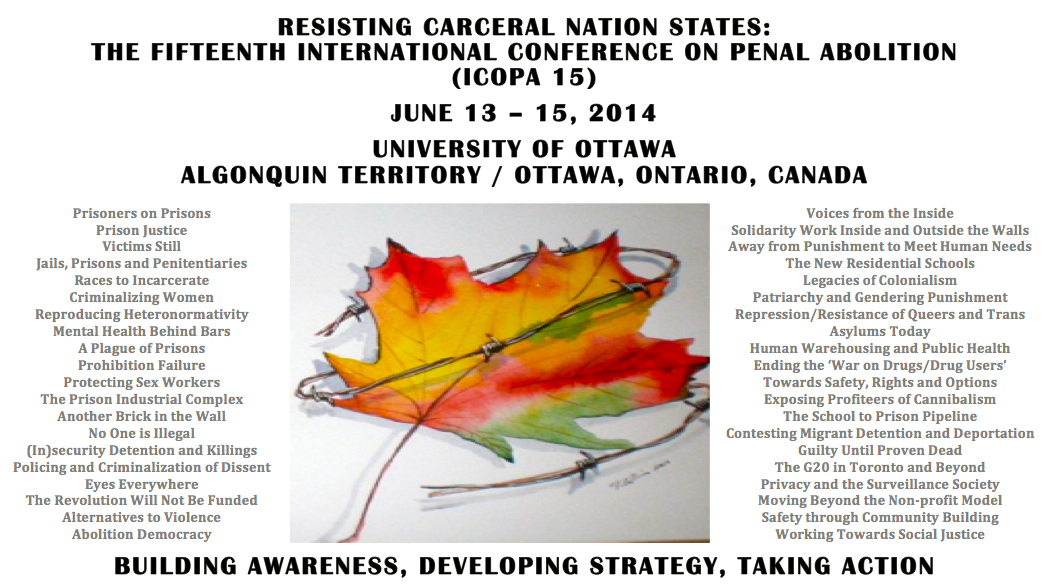 RESISTING CARCERAL NATION STATES:
THE FIFTEENTH INTERNATIONAL CONFERENCE ON PENAL ABOLITION
(ICOPA 15)
JUNE 13 – 15, 2014
UNIVERSITY OF OTTAWA
ALGONQUIN TERRITORY / OTTAWA, ONTARIO, CANADA
Prisoners on Prisons
Prison Justice
Victims Still
Jails, Prisons and Penitentiaries
Races to Incarcerate
Criminalizing Women
Reproducing Heteronormativity
Mental Health Behind Bars
A Plague of Prisons
Prohibition Failure
Protecting Sex Workers
The Prison Industrial Complex
Another Brick in the Wall
No One is Illegal
(In)security Detention and Killings
Policing and Criminalization of Dissent
Eyes Everywhere
The Revolution Will Not Be Funded
Alternatives to Violence
Abolition Democracy
Voices from the Inside
Solidarity Work Inside and Outside the Walls
Away from Punishment to Meet Human Needs
The New Residential Schools
Legacies of Colonialism
Patriarchy and Gendering Punishment
Repression/Resistance of Queers and Trans
Asylums Today
Human Warehousing and Public Health
Ending the ‘War on Drugs/Drug Users’
Towards Safety, Rights and Options
Exposing Profiteers of Cannibalism
The School to Prison Pipeline
Contesting Migrant Detention and Deportation
Guilty Until Proven Dead
The G20 in Toronto and Beyond
Privacy and the Surveillance Society
Moving Beyond the Non-profit Model
Safety through Community Building
Working Towards Social Justice
BUILDING AWARENESS, DEVELOPING STRATEGY, TAKING ACTION